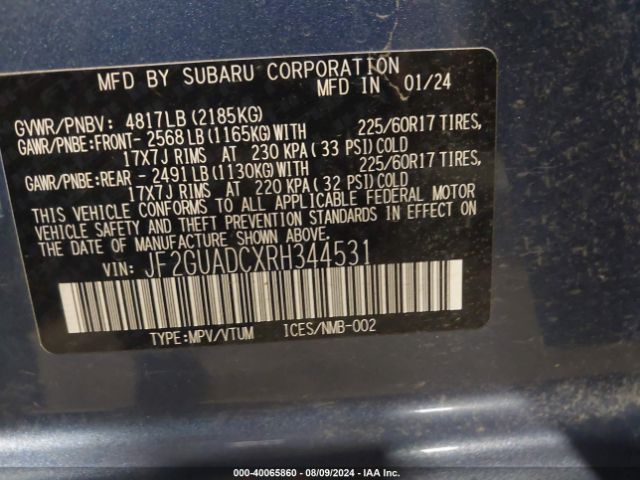 MFD BY SUBARU CORPORATION
MFD IN 01/24
GVWR/PNBV: 4817LB(2185KG)
GAWR/PNBE:FRONT- 2568LB(1165KG)WITH 225/60R17 TIRES,
17X7J RIMS AT 230 KPA(33 PSI)COLD
GAWR/PNBE:REAR - 2491LB(1130KG)WITH 225/60R17 TIRES,
17X7J RIMS AT 220 KPA(32 PSI)COLD
THIS VEHICLE CONFORMS TO ALL APPLICABLE FEDERAL MOTOR
VEHICLE SAFETY AND THEFT PREVENTION STANDARDS IN EFFECT ON
THE DATE OF MANUFACTURE SHOWN ABOVE.
VIN: JF2GUADCXRH344531
TYPE:MPV/VTUM ICES/NMB-002
000-40065860 - 08/09/2024 - IAA Inc.